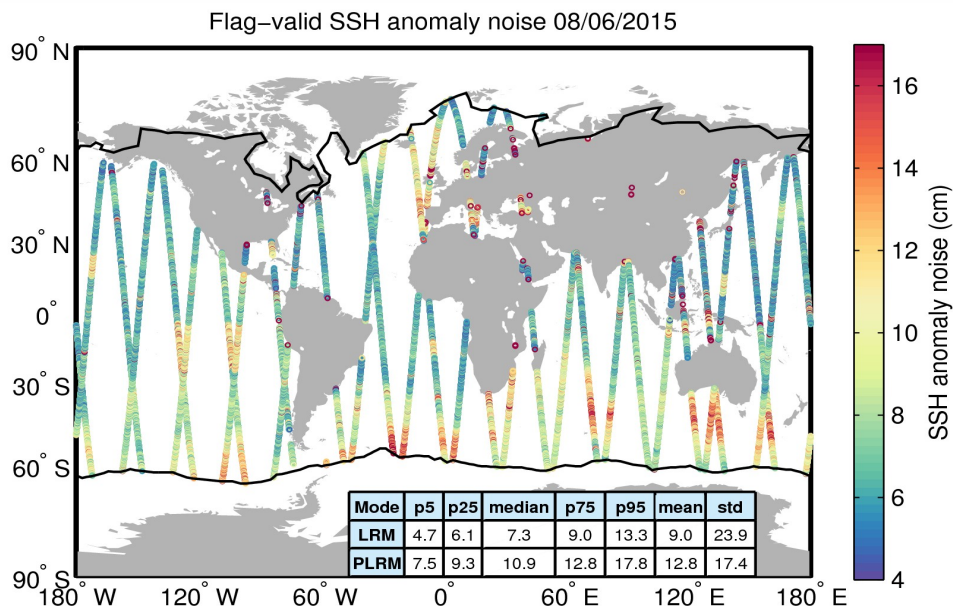 Flag−valid SSH anomaly noise 08/06/2015
90° N
60° N
30° N
0°
30° S
60° S
90° S
180° W 120° W 60° W 0° 60° E 120° E 180° E
Mode p5 p25 median p75 p95 mean std
LRM 4.7 6.1 7.3 9.0 13.3 9.0 23.9
PLRM 7.5 9.3 10.9 12.8 17.8 12.8 17.4
16
14
12
10
8
6
4
SSH anomaly noise (cm)